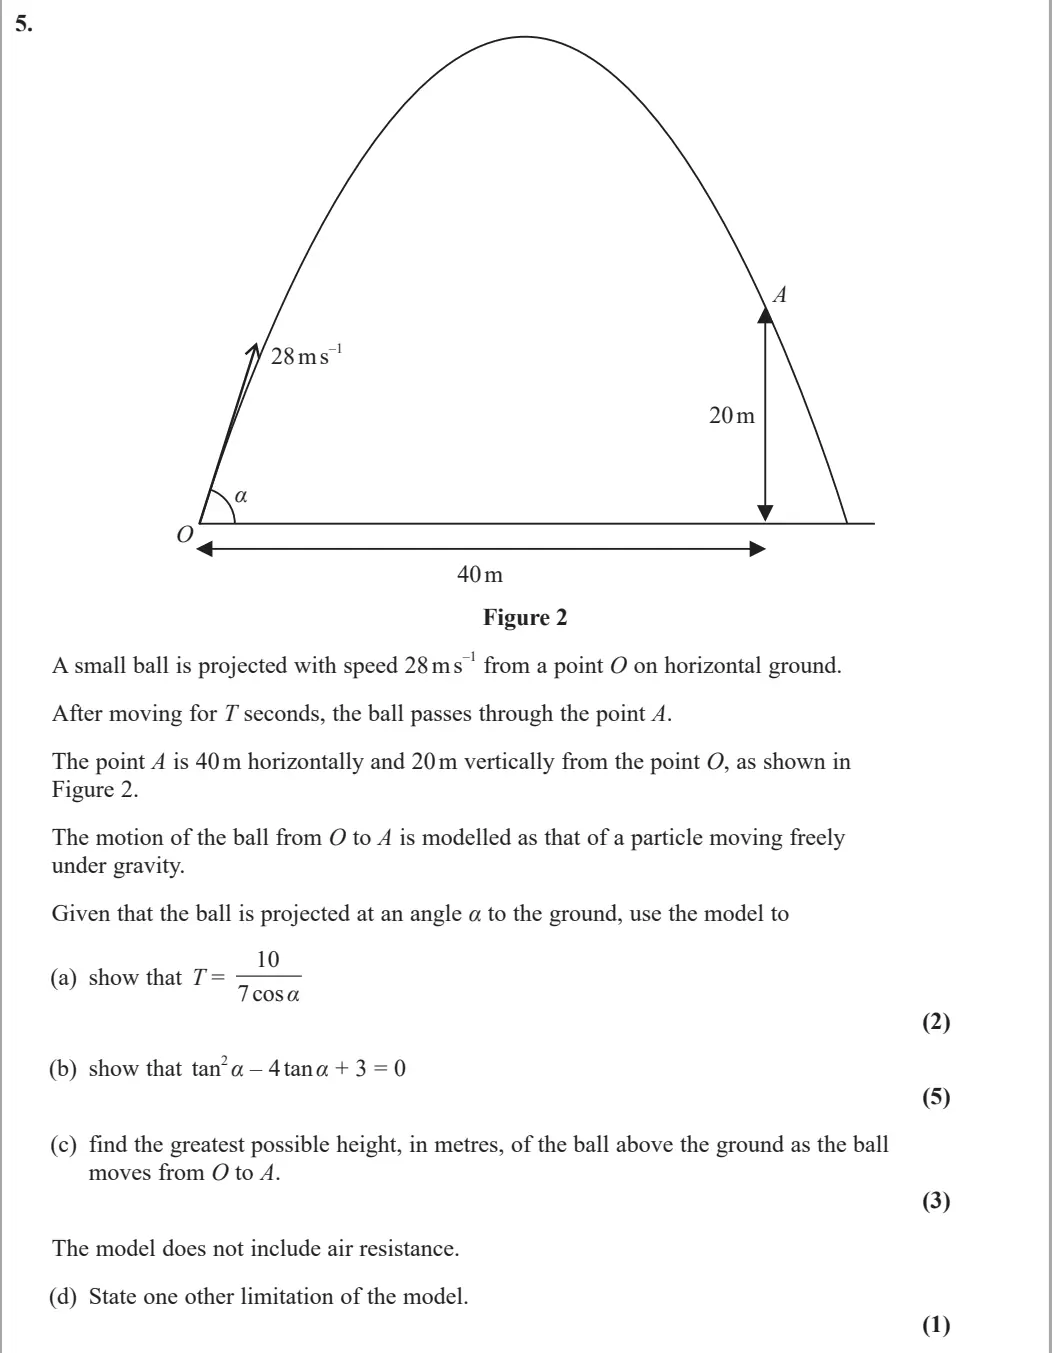 5.
A
28 m s⁻¹
20 m
α
O
40 m
Figure 2
A small ball is projected with speed 28 m s⁻¹ from a point O on horizontal ground.
After moving for T seconds, the ball passes through the point A.
The point A is 40 m horizontally and 20 m vertically from the point O, as shown in
Figure 2.
The motion of the ball from O to A is modelled as that of a particle moving freely
under gravity.
Given that the ball is projected at an angle α to the ground, use the model to
(a) show that T = 10 / (7 cos α)
(2)
(b) show that tan² α – 4 tan α + 3 = 0
(5)
(c) find the greatest possible height, in metres, of the ball above the ground as the ball
moves from O to A.
(3)
The model does not include air resistance.
(d) State one other limitation of the model.
(1)